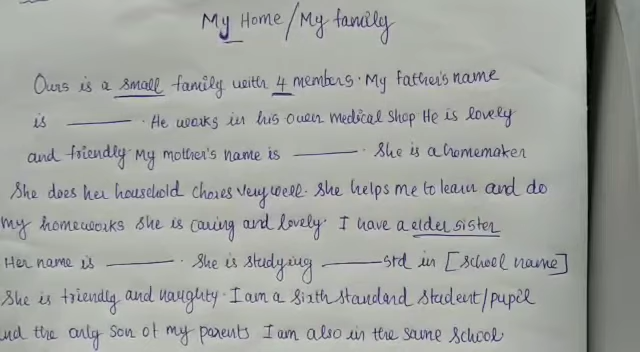 My Home/My family
Ours is a small family with 4 members. My Father's name
is ______. He works in his own medical shop He is lovely
and friendly. My mother's name is ______. She is a homemaker
She does her household chores very well. She helps me to learn and do
my homeworks She is caring and lovely. I have a elder sister
Her name is ______. She is studying ______ std in [school name]
She is friendly and naughty. I am a sixth standard student/pupil
nd the only son of my parents I am also in the same school